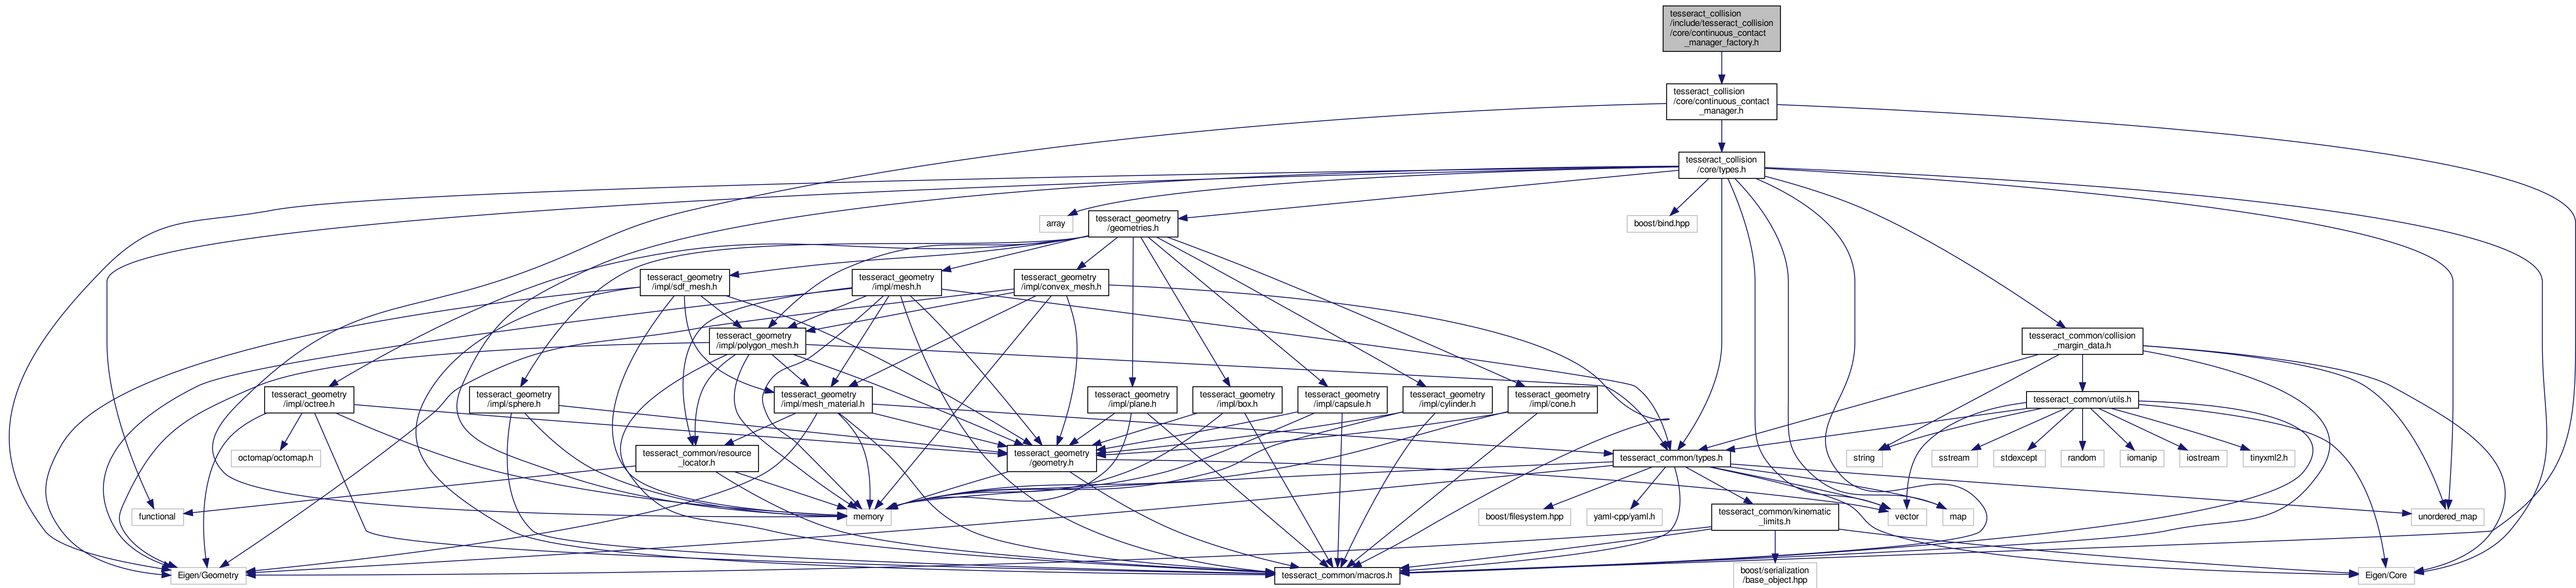 tesseract_collision
/include/tesseract_collision
/core/continuous_contact
_manager_factory.h
tesseract_collision
/core/continuous_contact
_manager.h
tesseract_collision
/core/types.h
array
tesseract_geometry
/geometries.h
boost/bind.hpp
tesseract_geometry
/impl/sdf_mesh.h
tesseract_geometry
/impl/mesh.h
tesseract_geometry
/impl/convex_mesh.h
tesseract_geometry
/impl/polygon_mesh.h
tesseract_common/collision
_margin_data.h
tesseract_geometry
/impl/octree.h
tesseract_geometry
/impl/sphere.h
tesseract_geometry
/impl/mesh_material.h
tesseract_geometry
/impl/plane.h
tesseract_geometry
/impl/box.h
tesseract_geometry
/impl/capsule.h
tesseract_geometry
/impl/cylinder.h
tesseract_geometry
/impl/cone.h
tesseract_common/utils.h
octomap/octomap.h
tesseract_common/resource
_locator.h
tesseract_geometry
/geometry.h
tesseract_common/types.h
string
sstream
stdexcept
random
iomanip
iostream
tinyxml2.h
functional
memory
boost/filesystem.hpp
yaml-cpp/yaml.h
tesseract_common/kinematic
_limits.h
vector
map
unordered_map
Eigen/Geometry
tesseract_common/macros.h
boost/serialization
/base_object.hpp
Eigen/Core